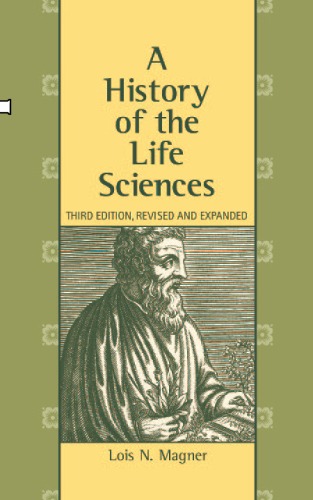 A
History
of the
Life
Sciences
THIRD EDITION, REVISED AND EXPANDED
Lois N. Magner